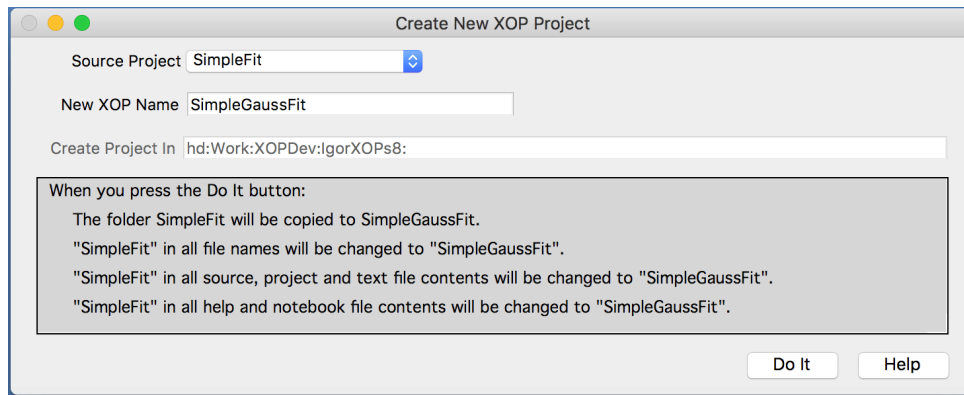 Create New XOP Project
Source Project SimpleFit
New XOP Name SimpleGaussFit
Create Project In hd:Work:XOPDev:IgorXOPs8:
When you press the Do It button:
The folder SimpleFit will be copied to SimpleGaussFit.
"SimpleFit" in all file names will be changed to "SimpleGaussFit".
"SimpleFit" in all source, project and text file contents will be changed to "SimpleGaussFit".
"SimpleFit" in all help and notebook file contents will be changed to "SimpleGaussFit".
Do It Help